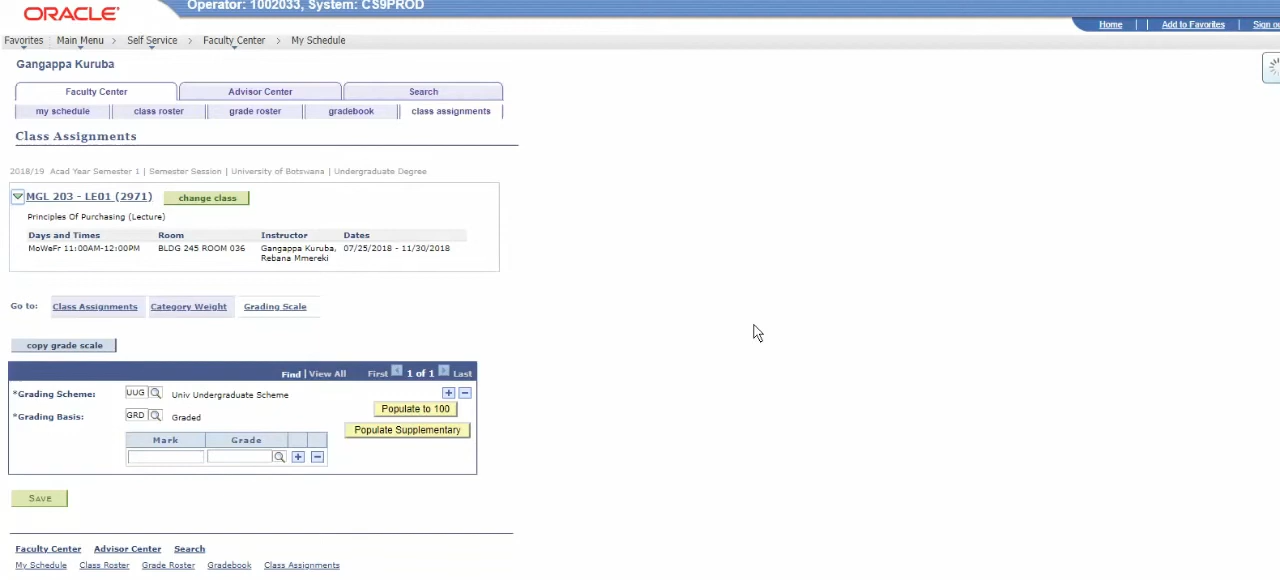 ORACLE'
Operator: 1002033, System: CS9PROD
Home | | Add to Favorites | Sign ou
Favorites Main Menu > Self Service > Faculty Center > My Schedule
Gangappa Kuruba
Faculty Center Advisor Center Search
my schedule class roster grade roster gradebook class assignments
Class Assignments
2018/19 Acad Year Semester 1 | Semester Session | University of Botswana | Undergraduate Degree
MGL 203 - LE01 (2971) change class
Principles Of Purchasing (Lecture)
Days and Times Room Instructor Dates
MoWeFr 11:00AM-12:00PM BLDG 245 ROOM 036 Gangappa Kuruba, 07/25/2018 - 11/30/2018
Rebana Mmereki
Go to: Class Assignments Category Weight Grading Scale
copy grade scale
Find | View All First 1 of 1 Last
*Grading Scheme: UUG Univ Undergraduate Scheme
Populate to 100
*Grading Basis: GRD Graded
Populate Supplementary
Mark Grade
SAVE
Faculty Center Advisor Center Search
My Schedule Class Roster Grade Roster Gradebook Class Assignments